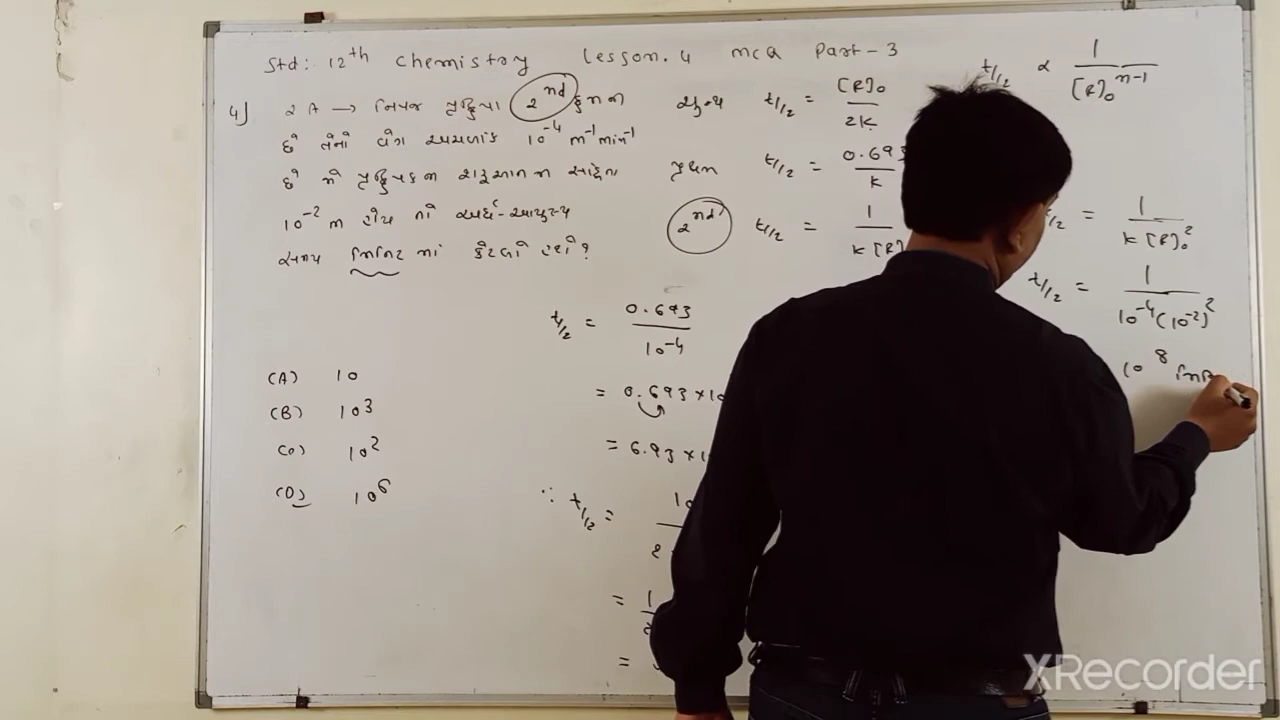 Std: 12th Chemistry Lesson. 4 MCQ Part-3
4) 2A → નિપજ પ્રક્રિયા 2nd ક્રમની
છે તેનો વેગ અચળાંક 10⁻⁴ m⁻¹min⁻¹
છે જો પ્રક્રિયકની શરૂઆતની સાંદ્રતા
10⁻² m હોય તો અર્ધ-આયુષ્ય
સમય મિનિટ માં કેટલો હશે?
(A) 10
(B) 10³
(C) 10²
(D) 10⁶
શૂન્ય t1/2 = [R]₀ / 2K
પ્રથમ t1/2 = 0.693 / K
2nd t1/2 = 1 / K[R]
t1/2 = 0.693 / 10⁻⁴
= 0.693 × 10
= 6.93 × 1
∵ t1/2 =
= 1
=
t1/2 ∝ 1 / [R]₀ⁿ⁻¹
1/2 = 1 / K[R]₀²
t1/2 = 1 / 10⁻⁴(10⁻²)²
10⁸
XRecorder